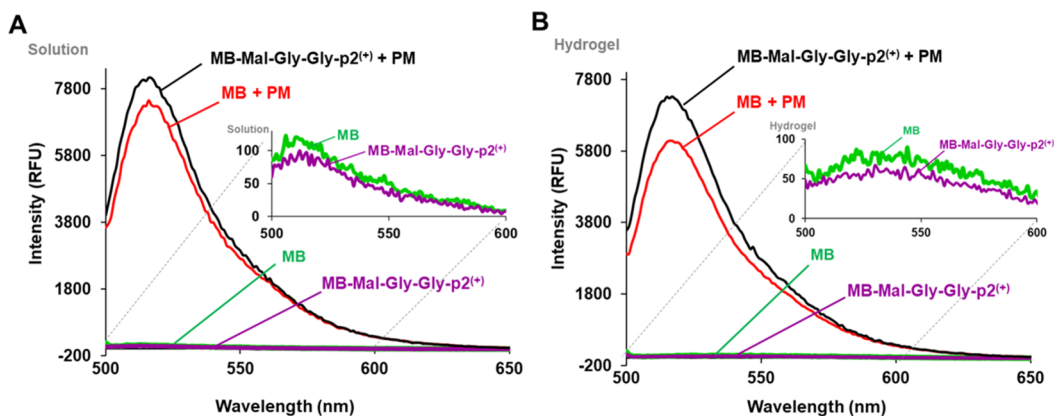 A
Solution
MB-Mal-Gly-Gly-p2(+) + PM
7800
MB + PM
Solution
MB
MB-Mal-Gly-Gly-p2(+)
100
50
0
500
550
600
5800
3800
1800
-200
Intensity (RFU)
MB
MB-Mal-Gly-Gly-p2(+)
500
550
600
650
Wavelength (nm)
B
Hydrogel
MB-Mal-Gly-Gly-p2(+) + PM
7800
MB + PM
Hydrogel
MB
MB-Mal-Gly-Gly-p2(+)
100
50
0
500
550
600
5800
3800
1800
-200
Intensity (RFU)
MB
MB-Mal-Gly-Gly-p2(+)
500
550
600
650
Wavelength (nm)